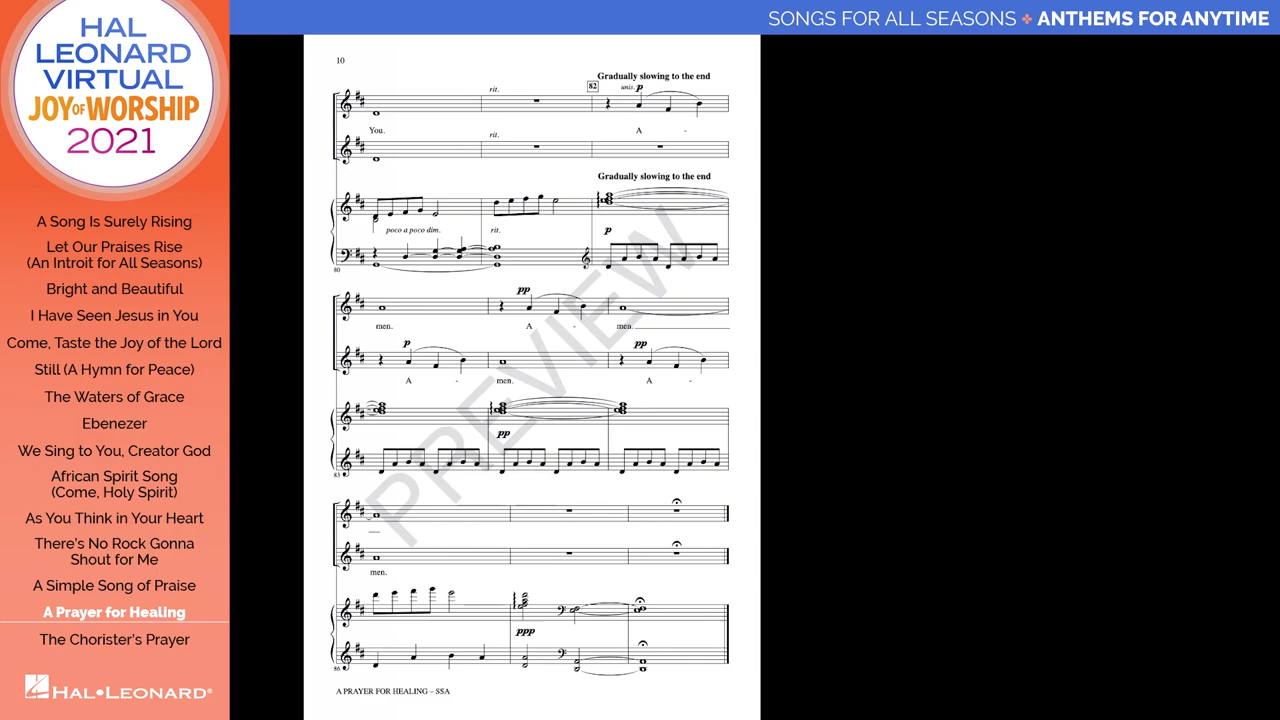 HAL
LEONARD
VIRTUAL
JOY OF WORSHIP
2021
A Song Is Surely Rising
Let Our Praises Rise
(An Introit for All Seasons)
Bright and Beautiful
I Have Seen Jesus in You
Come, Taste the Joy of the Lord
Still (A Hymn for Peace)
The Waters of Grace
Ebenezer
We Sing to You, Creator God
African Spirit Song
(Come, Holy Spirit)
As You Think in Your Heart
There's No Rock Gonna
Shout for Me
A Simple Song of Praise
A Prayer for Healing
The Chorister's Prayer
HAL•LEONARD®
SONGS FOR ALL SEASONS ANTHEMS FOR ANYTIME
10
Gradually slowing to the end
rit. 82 unis. p
You. A -
rit.
Gradually slowing to the end
poco a poco dim. rit. p
80
pp
men. A - men.
p pp
A - men. A -
pp
83
men.
ppp
86
A PRAYER FOR HEALING – SSA
PREVIEW